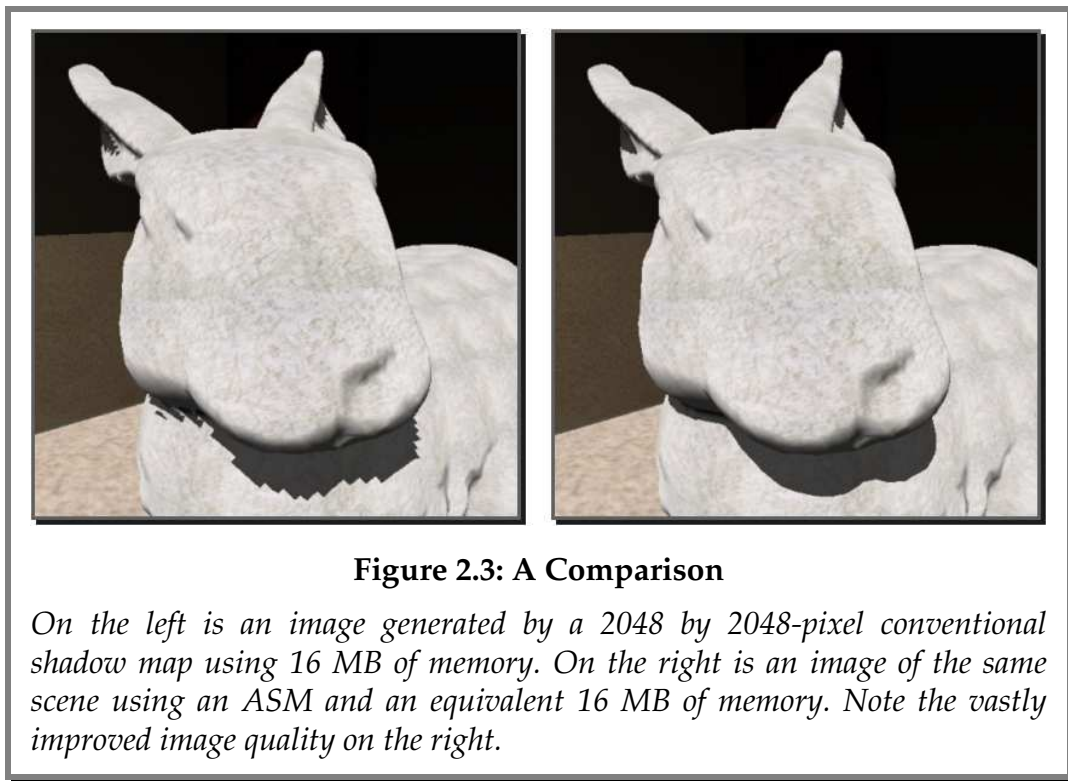 Figure 2.3: A Comparison
On the left is an image generated by a 2048 by 2048-pixel conventional
shadow map using 16 MB of memory. On the right is an image of the same
scene using an ASM and an equivalent 16 MB of memory. Note the vastly
improved image quality on the right.